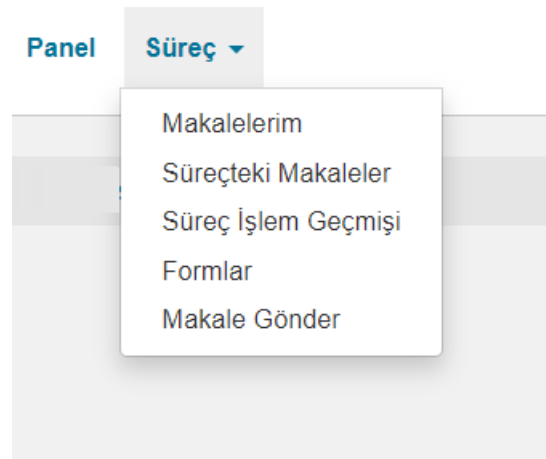 Panel Süreç
Makalelerim
Süreçteki Makaleler
Süreç İşlem Geçmişi
Formlar
Makale Gönder